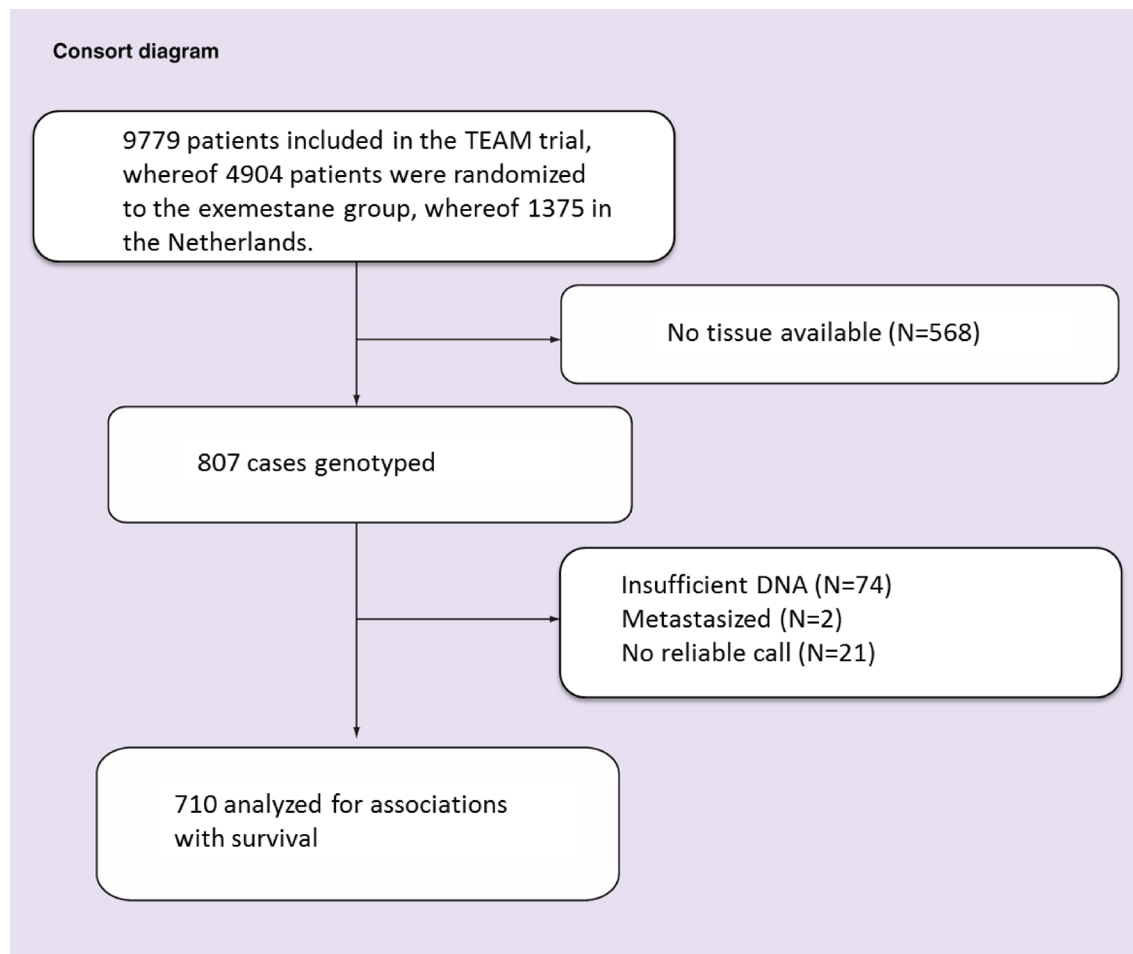 Consort diagram
9779 patients included in the TEAM trial,
whereof 4904 patients were randomized
to the exemestane group, whereof 1375 in
the Netherlands.
No tissue available (N=568)
807 cases genotyped
Insufficient DNA (N=74)
Metastasized (N=2)
No reliable call (N=21)
710 analyzed for associations
with survival